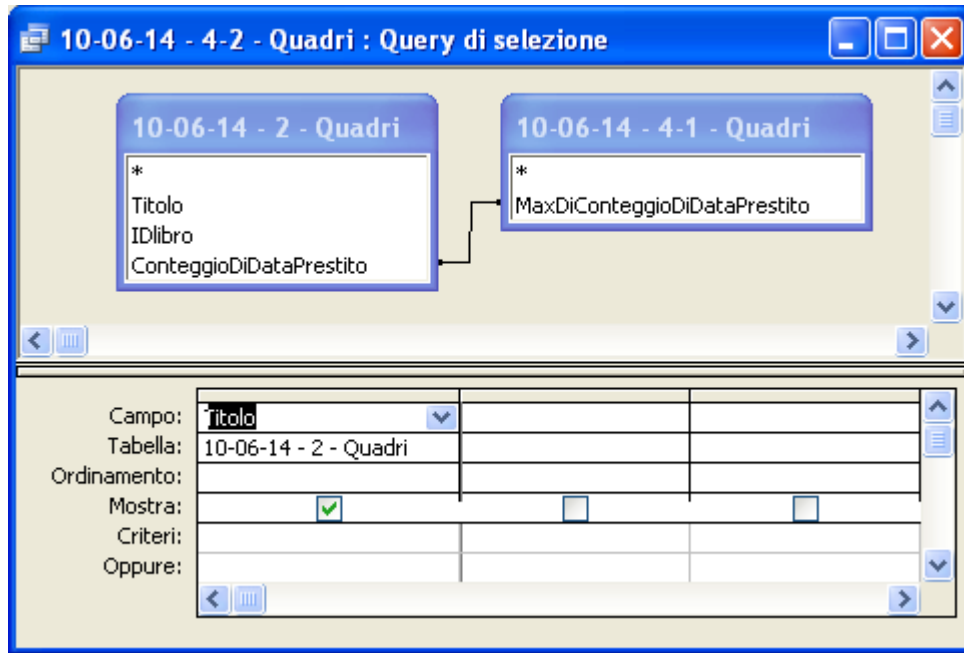 10-06-14 - 4-2 - Quadri : Query di selezione
10-06-14 - 2 - Quadri
*
Titolo
IDlibro
ConteggioDiDataPrestito
10-06-14 - 4-1 - Quadri
*
MaxDiConteggioDiDataPrestito
Campo: Titolo
Tabella: 10-06-14 - 2 - Quadri
Ordinamento:
Mostra:
Criteri:
Oppure: